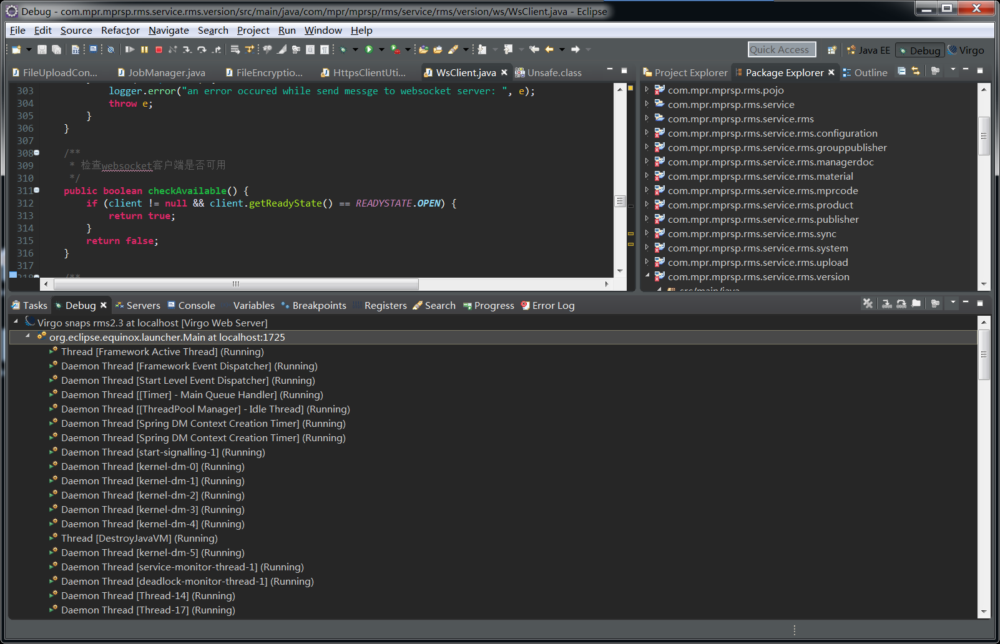 Debug - com.mpr.mprsp.rms.service.rms.version/src/main/java/com/mpr/mprsp/rms/service/rms/version/ws/WsClient.java - Eclipse
File Edit Source Refactor Navigate Search Project Run Window Help
Quick Access Java EE Debug Virgo
FileUploadCon... JobManager.java FileEncryptio... HttpsClientUti... WsClient.java Unsafe.class
303 logger.error("an error occured while send messge to websocket server: ", e);
304 throw e;
305 }
306 }
307
308 /**
309 * 检查websocket客户端是否可用
310 */
311 public boolean checkAvailable() {
312 if (client != null && client.getReadyState() == READYSTATE.OPEN) {
313 return true;
314 }
315 return false;
316 }
317
318 /**
Project Explorer Package Explorer Outline
com.mpr.mprsp.rms.pojo
com.mpr.mprsp.rms.service
com.mpr.mprsp.rms.service.rms
com.mpr.mprsp.rms.service.rms.configuration
com.mpr.mprsp.rms.service.rms.grouppublisher
com.mpr.mprsp.rms.service.rms.managerdoc
com.mpr.mprsp.rms.service.rms.material
com.mpr.mprsp.rms.service.rms.mprcode
com.mpr.mprsp.rms.service.rms.product
com.mpr.mprsp.rms.service.rms.publisher
com.mpr.mprsp.rms.service.rms.sync
com.mpr.mprsp.rms.service.rms.system
com.mpr.mprsp.rms.service.rms.upload
com.mpr.mprsp.rms.service.rms.version
src/main/java
Tasks Debug Servers Console Variables Breakpoints Registers Search Progress Error Log
Virgo snaps rms2.3 at localhost [Virgo Web Server]
org.eclipse.equinox.launcher.Main at localhost:1725
Thread [Framework Active Thread] (Running)
Daemon Thread [Framework Event Dispatcher] (Running)
Daemon Thread [Start Level Event Dispatcher] (Running)
Daemon Thread [[Timer] - Main Queue Handler] (Running)
Daemon Thread [[ThreadPool Manager] - Idle Thread] (Running)
Daemon Thread [Spring DM Context Creation Timer] (Running)
Daemon Thread [Spring DM Context Creation Timer] (Running)
Daemon Thread [start-signalling-1] (Running)
Daemon Thread [kernel-dm-0] (Running)
Daemon Thread [kernel-dm-1] (Running)
Daemon Thread [kernel-dm-2] (Running)
Daemon Thread [kernel-dm-3] (Running)
Daemon Thread [kernel-dm-4] (Running)
Thread [DestroyJavaVM] (Running)
Daemon Thread [kernel-dm-5] (Running)
Daemon Thread [service-monitor-thread-1] (Running)
Daemon Thread [deadlock-monitor-thread-1] (Running)
Daemon Thread [Thread-14] (Running)
Daemon Thread [Thread-17] (Running)